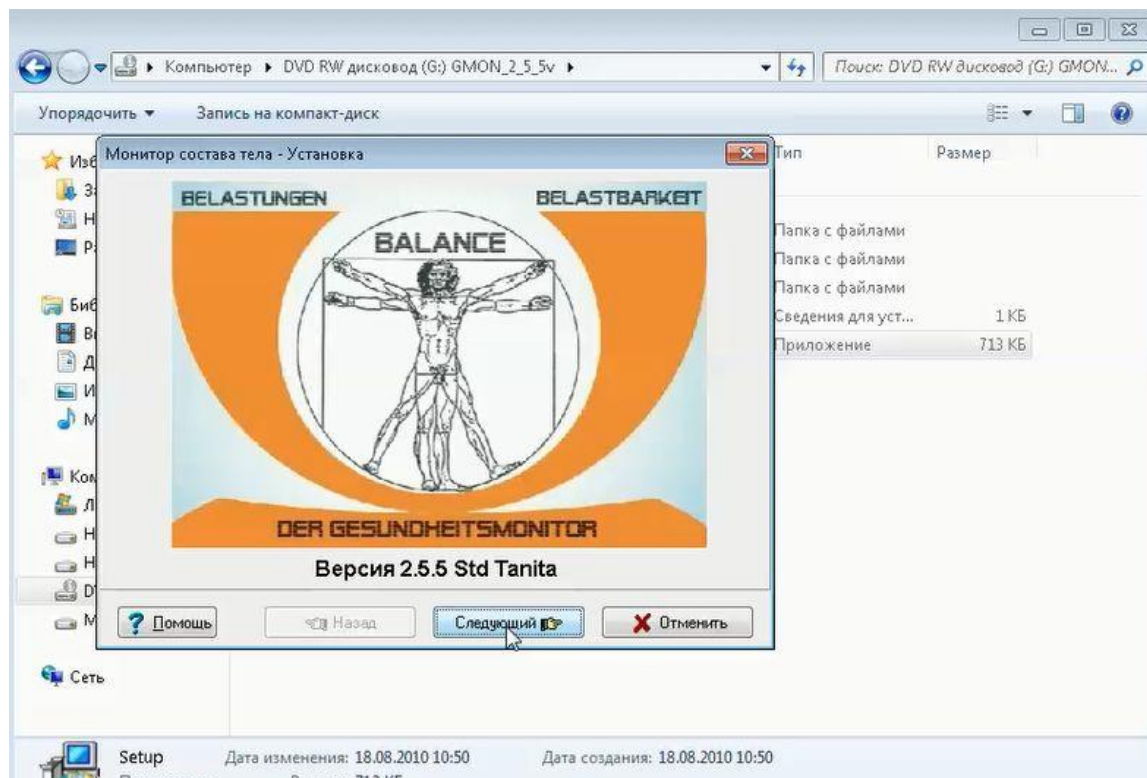 Компьютер ▸ DVD RW дисковод (G:) GMON_2_5_5v ▸
Поиск: DVD RW дисковод (G:) GMON...
Упорядочить ▾ Запись на компакт-диск
Монитор состава тела - Установка
Тип Размер
BELASTUNGEN BELASTBARKEIT
BALANCE
DER GESUNDHEITSMONITOR
Версия 2.5.5 Std Tanita
? Помощь
Назад
Следующий
Отменить
Папка с файлами
Папка с файлами
Папка с файлами
Сведения для уст... 1 КБ
Приложение 713 КБ
Сеть
Setup Дата изменения: 18.08.2010 10:50 Дата создания: 18.08.2010 10:50